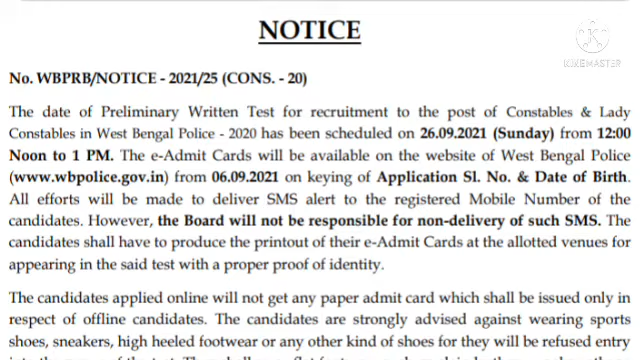 NOTICE
KINEMASTER
No. WBPRB/NOTICE - 2021/25 (CONS. - 20)
The date of Preliminary Written Test for recruitment to the post of Constables & Lady
Constables in West Bengal Police - 2020 has been scheduled on 26.09.2021 (Sunday) from 12:00
Noon to 1 PM. The e-Admit Cards will be available on the website of West Bengal Police
(www.wbpolice.gov.in) from 06.09.2021 on keying of Application Sl. No. & Date of Birth.
All efforts will be made to deliver SMS alert to the registered Mobile Number of the
candidates. However, the Board will not be responsible for non-delivery of such SMS. The
candidates shall have to produce the printout of their e-Admit Cards at the allotted venues for
appearing in the said test with a proper proof of identity.
The candidates applied online will not get any paper admit card which shall be issued only in
respect of offline candidates. The candidates are strongly advised against wearing sports
shoes, sneakers, high heeled footwear or any other kind of shoes for they will be refused entry